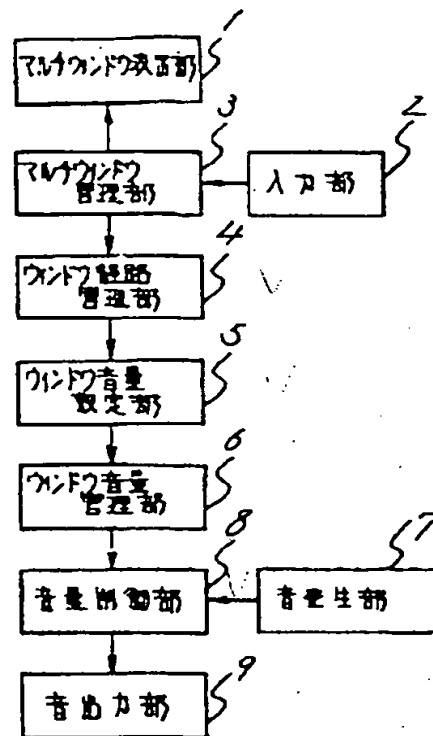 1
マルチウィンドウ表面部
3
2
マルチウィンドウ
管理部
入力部
4
ウィンドウ経路
管理部
5
ウィンドウ音量
設定部
6
ウィンドウ音量
管理部
8
7
音量制御部
音発生部
9
音出力部